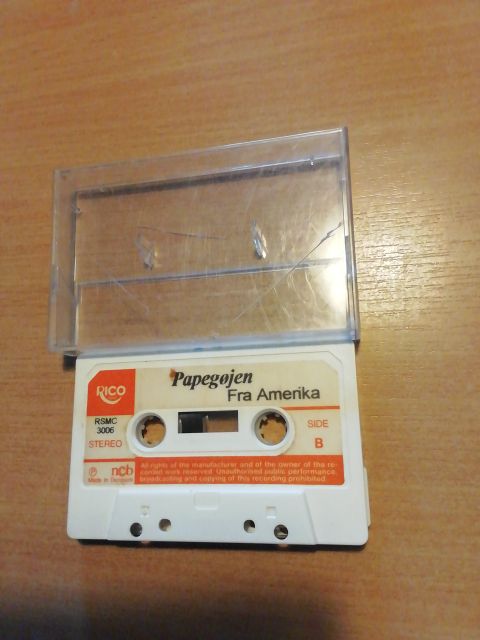 RICO
Papegøjen
Fra Amerika
RSMC
3006
STEREO
SIDE
B
℗ ncb
Made in Denmark
All rights of the manufacturer and of the owner of the re-
corded work reserved. Unauthorised public performance,
broadcasting and copying of this recording prohibited